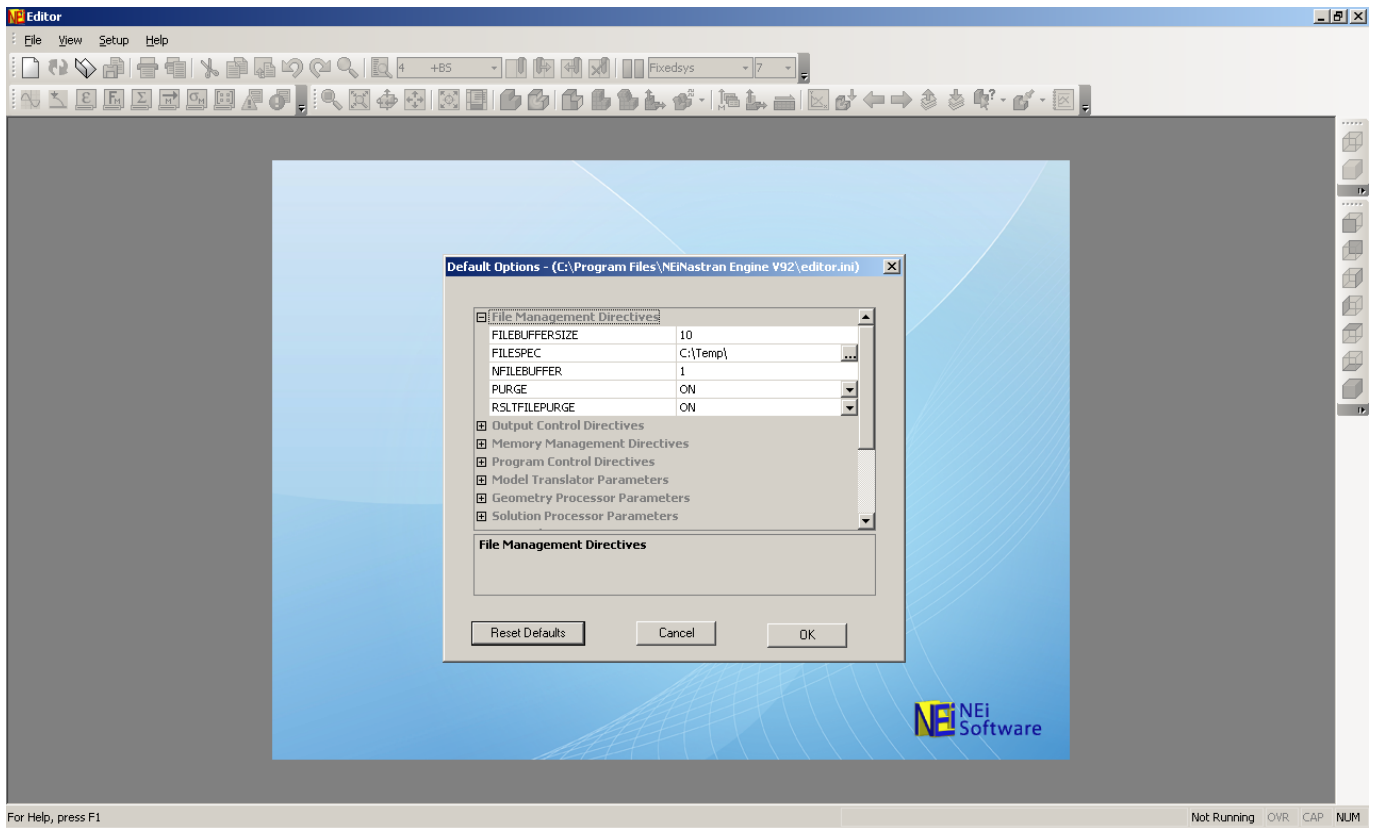 Editor
File View Setup Help
4 +BS Fixedsys 7
Default Options - (C:\Program Files\NEiNastran Engine V92\editor.ini)
File Management Directives
FILEBUFFERSIZE 10
FILESPEC C:\Temp\ ...
NFILEBUFFER 1
PURGE ON
RSLTFILEPURGE ON
Output Control Directives
Memory Management Directives
Program Control Directives
Model Translator Parameters
Geometry Processor Parameters
Solution Processor Parameters
File Management Directives
Reset Defaults Cancel OK
NEi NEi
Software
For Help, press F1 Not Running OVR CAP NUM